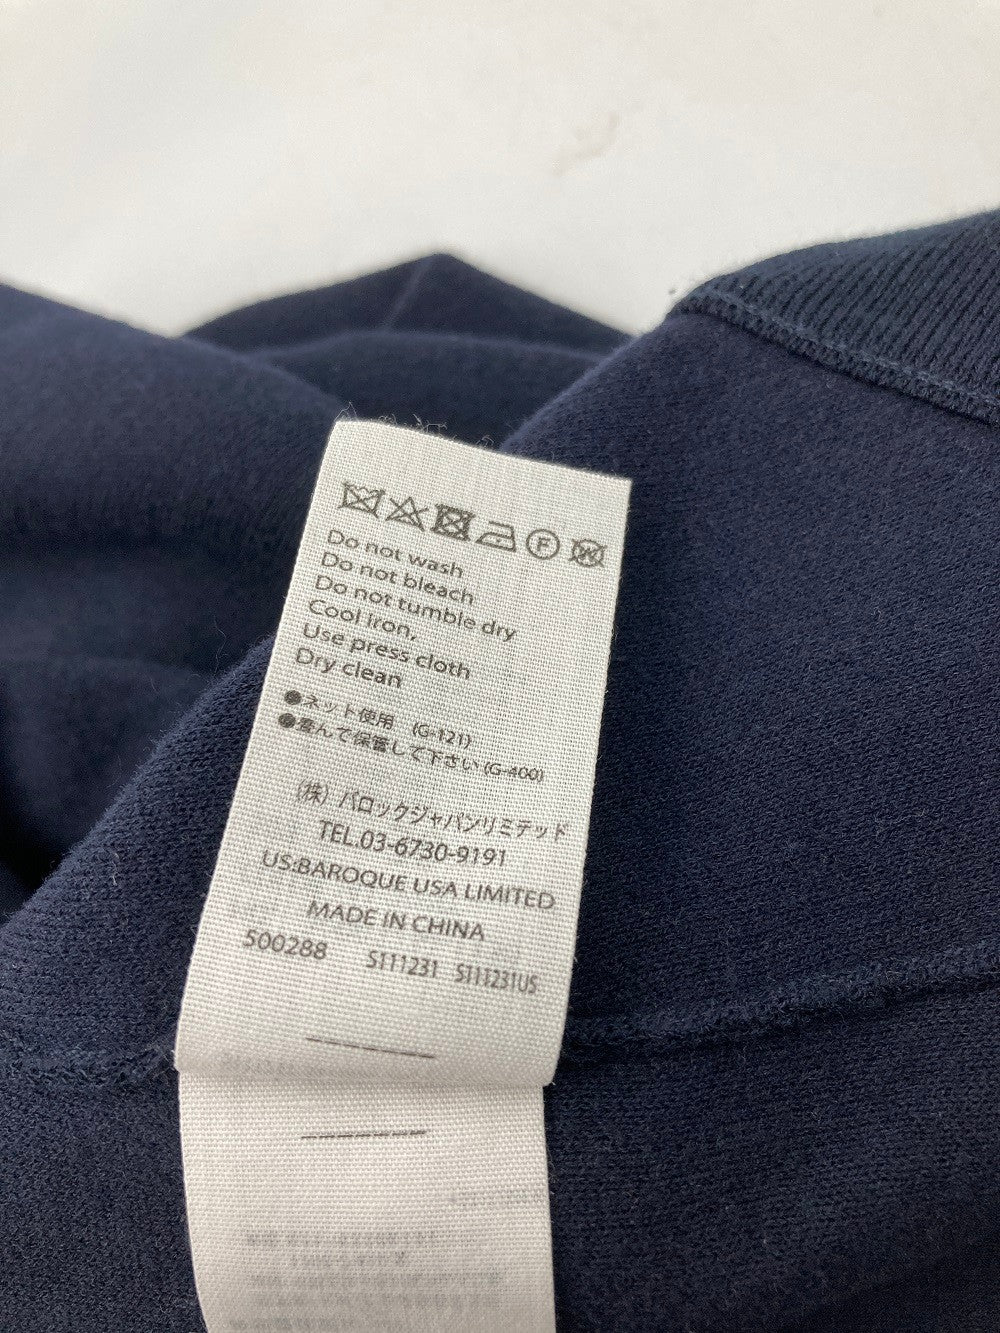 F W
Do not wash
Do not bleach
Do not tumble dry
Cool iron,
Use press cloth
Dry clean
●ネット使用 (G-121)
●畳んで保管して下さい (G-400)
(株) バロックジャパンリミテッド
TEL.03-6730-9191
US:BAROQUE USA LIMITED
MADE IN CHINA
500288 S111231 S111231US